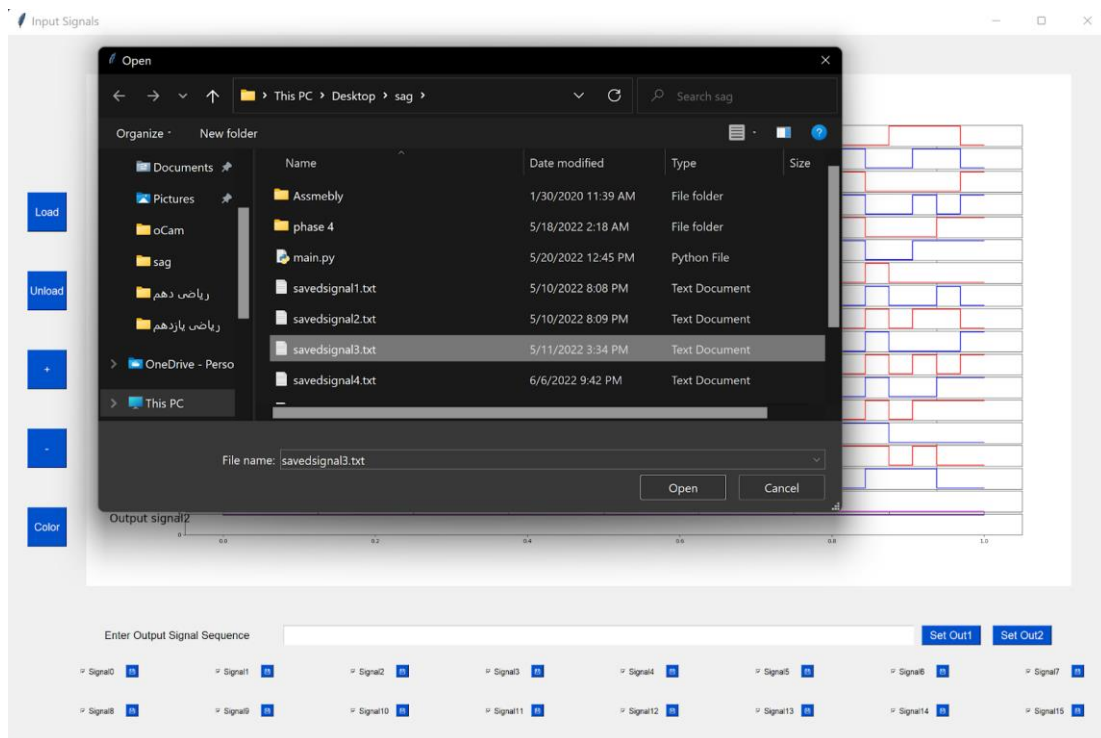 Input Signals
Open
This PC > Desktop > sag >
Search sag
Organize
New folder
Name
Date modified
Type
Size
Documents
Pictures
oCam
sag
ریاضی دهم
ریاضی یازدهم
OneDrive - Perso
This PC
Assmebly 1/30/2020 11:39 AM File folder
phase 4 5/18/2022 2:18 AM File folder
main.py 5/20/2022 12:45 PM Python File
savedsignal1.txt 5/10/2022 8:08 PM Text Document
savedsignal2.txt 5/10/2022 8:09 PM Text Document
savedsignal3.txt 5/11/2022 3:34 PM Text Document
savedsignal4.txt 6/6/2022 9:42 PM Text Document
File name: savedsignal3.txt
Open
Cancel
Load
Unload
+
-
Color
Output signal2
0
0.0 0.2 0.4 0.6 0.8 1.0
Enter Output Signal Sequence
Set Out1
Set Out2
Signal0 Signal1 Signal2 Signal3 Signal4 Signal5 Signal6 Signal7
Signal8 Signal9 Signal10 Signal11 Signal12 Signal13 Signal14 Signal15